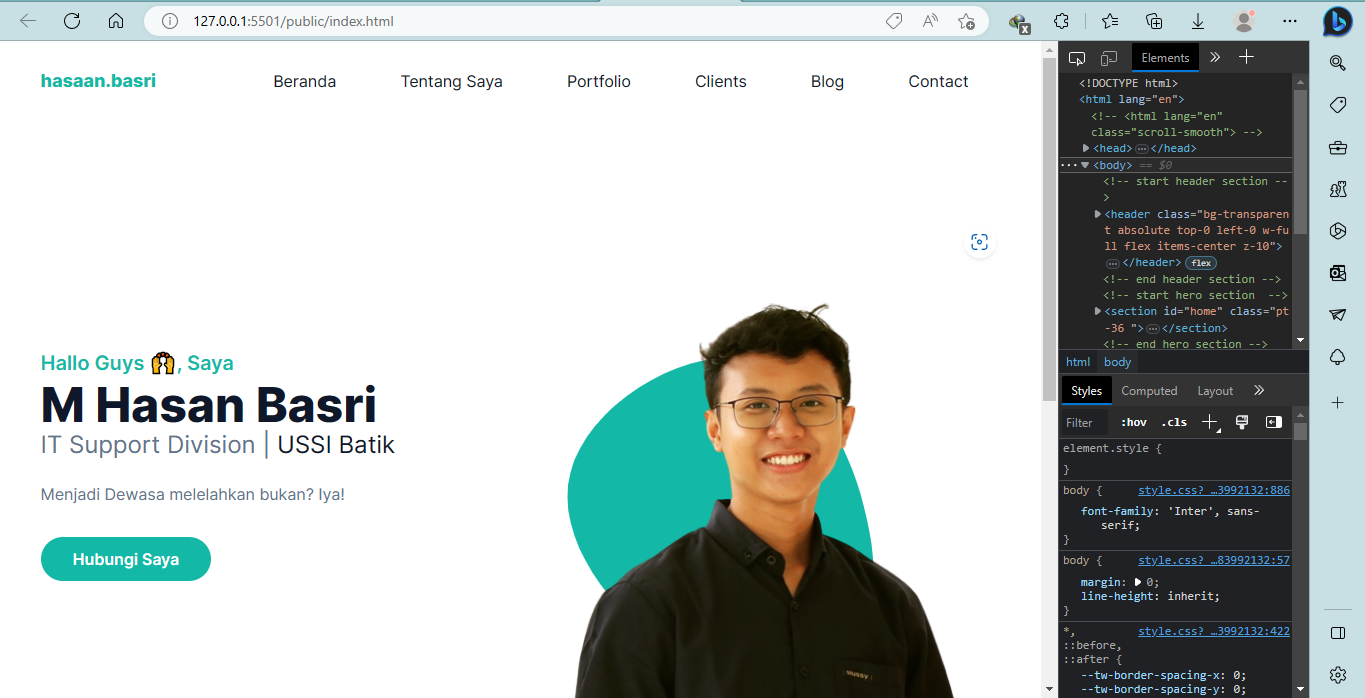 127.0.0.1:5501/public/index.html
hasaan.basri
Beranda
Tentang Saya
Portfolio
Clients
Blog
Contact
Hallo Guys 🙌, Saya
M Hasan Basri
IT Support Division | USSI Batik
Menjadi Dewasa melelahkan bukan? Iya!
Hubungi Saya
Elements
<!DOCTYPE html>
<html lang="en">
<!-- <html lang="en"
class="scroll-smooth"> -->
<head>…</head>
<body> == $0
<!-- start header section --
>
<header class="bg-transparen
t absolute top-0 left-0 w-fu
ll flex items-center z-10">
…</header> flex
<!-- end header section -->
<!-- start hero section  -->
<section id="home" class="pt
-36 ">…</section>
<!-- end hero section -->
html body
Styles Computed Layout
Filter :hov .cls
element.style {
}
body { style.css? …3992132:886
font-family: 'Inter', sans-
serif;
}
body { style.css? …83992132:57
margin: 0;
line-height: inherit;
}
*, style.css? …3992132:422
::before,
::after {
--tw-border-spacing-x: 0;
--tw-border-spacing-y: 0;